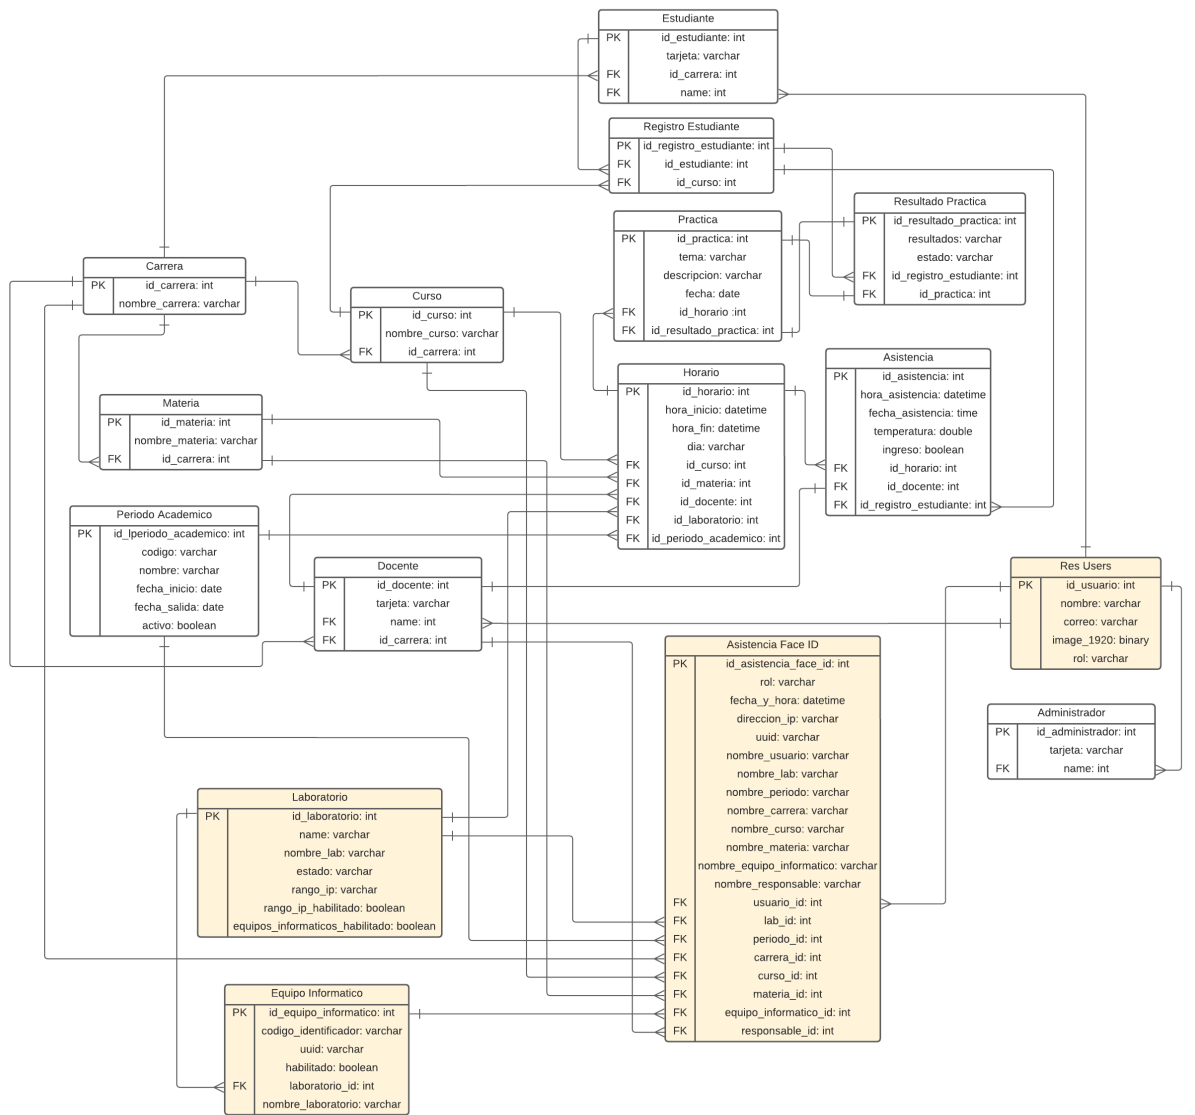 Estudiante
PK id_estudiante: int
tarjeta: varchar
FK id_carrera: int
FK name: int
Registro Estudiante
PK id_registro_estudiante: int
FK id_estudiante: int
FK id_curso: int
Resultado Practica
PK id_resultado_practica: int
resultados: varchar
estado: varchar
FK id_registro_estudiante: int
FK id_practica: int
Practica
PK id_practica: int
tema: varchar
descripcion: varchar
fecha: date
FK id_horario :int
FK id_resultado_practica: int
Carrera
PK id_carrera: int
nombre_carrera: varchar
Curso
PK id_curso: int
nombre_curso: varchar
FK id_carrera: int
Asistencia
PK id_asistencia: int
hora_asistencia: datetime
fecha_asistencia: time
temperatura: double
ingreso: boolean
FK id_horario: int
FK id_docente: int
FK id_registro_estudiante: int
Horario
PK id_horario: int
hora_inicio: datetime
hora_fin: datetime
dia: varchar
FK id_curso: int
FK id_materia: int
FK id_docente: int
FK id_laboratorio: int
FK id_periodo_academico: int
Materia
PK id_materia: int
nombre_materia: varchar
FK id_carrera: int
Periodo Academico
PK id_lperiodo_academico: int
codigo: varchar
nombre: varchar
fecha_inicio: date
fecha_salida: date
activo: boolean
Docente
PK id_docente: int
tarjeta: varchar
FK name: int
FK id_carrera: int
Res Users
PK id_usuario: int
nombre: varchar
correo: varchar
image_1920: binary
rol: varchar
Asistencia Face ID
PK id_asistencia_face_id: int
rol: varchar
fecha_y_hora: datetime
direccion_ip: varchar
uuid: varchar
nombre_usuario: varchar
nombre_lab: varchar
nombre_periodo: varchar
nombre_carrera: varchar
nombre_curso: varchar
nombre_materia: varchar
nombre_equipo_informatico: varchar
nombre_responsable: varchar
FK usuario_id: int
FK lab_id: int
FK periodo_id: int
FK carrera_id: int
FK curso_id: int
FK materia_id: int
FK equipo_informatico_id: int
FK responsable_id: int
Administrador
PK id_administrador: int
tarjeta: varchar
FK name: int
Laboratorio
PK id_laboratorio: int
name: varchar
nombre_lab: varchar
estado: varchar
rango_ip: varchar
rango_ip_habilitado: boolean
equipos_informaticos_habilitado: boolean
Equipo Informatico
PK id_equipo_informatico: int
codigo_identificador: varchar
uuid: varchar
habilitado: boolean
FK laboratorio_id: int
nombre_laboratorio: varchar